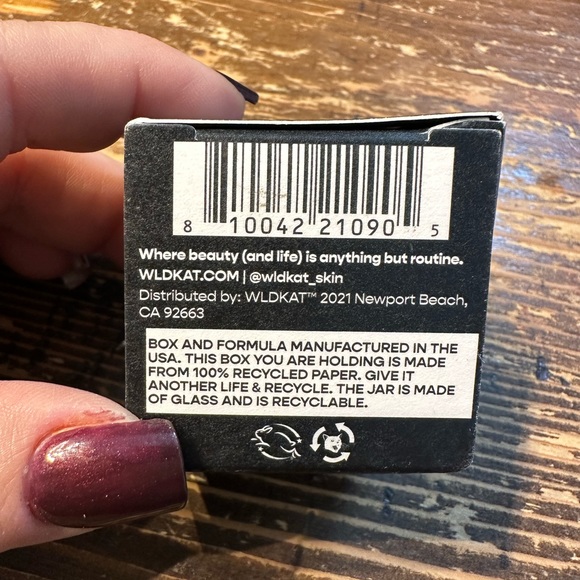 8 10042 21090 5
Where beauty (and life) is anything but routine.
WLDKAT.COM | @wldkat_skin
Distributed by: WLDKAT™ 2021 Newport Beach,
CA 92663
BOX AND FORMULA MANUFACTURED IN THE
USA. THIS BOX YOU ARE HOLDING IS MADE
FROM 100% RECYCLED PAPER. GIVE IT
ANOTHER LIFE & RECYCLE. THE JAR IS MADE
OF GLASS AND IS RECYCLABLE.